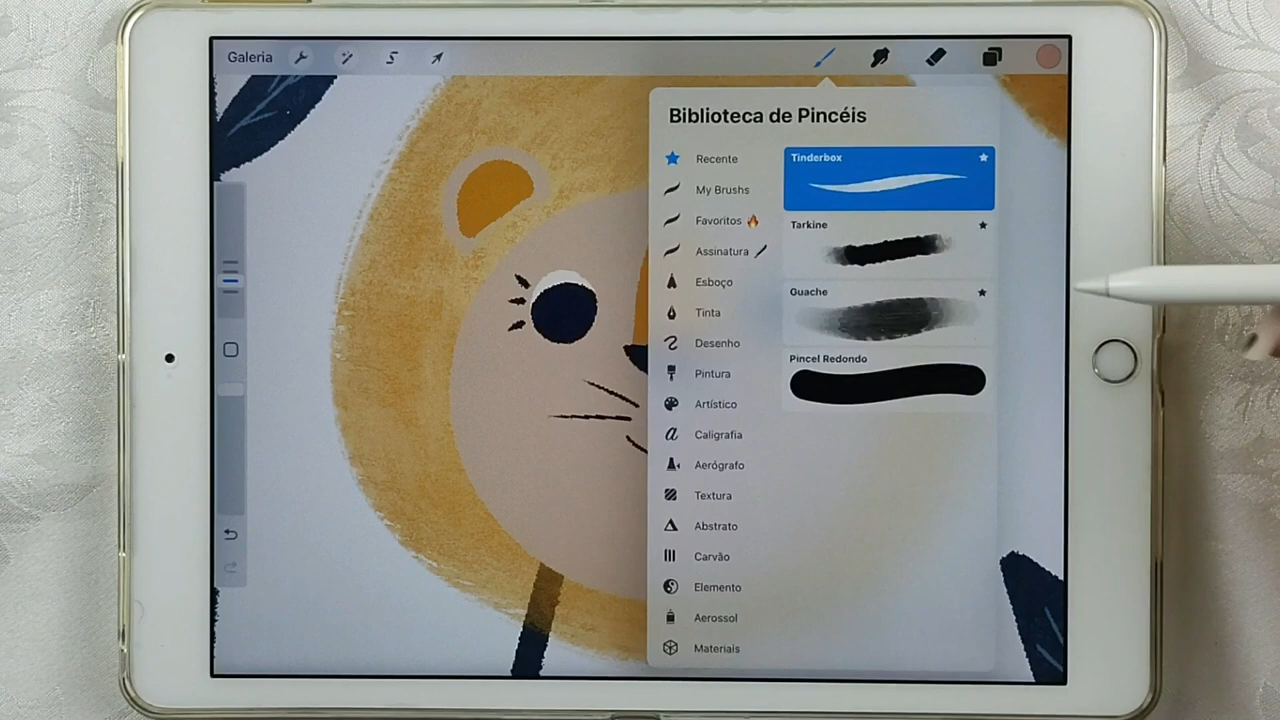 Galeria
Biblioteca de Pincéis
Recente
My Brushs
Favoritos 🔥
Assinatura
Esboço
Tinta
Desenho
Pintura
Artístico
Caligrafia
Aerógrafo
Textura
Abstrato
Carvão
Elemento
Aerossol
Materiais
Tinderbox
Tarkine
Guache
Pincel Redondo